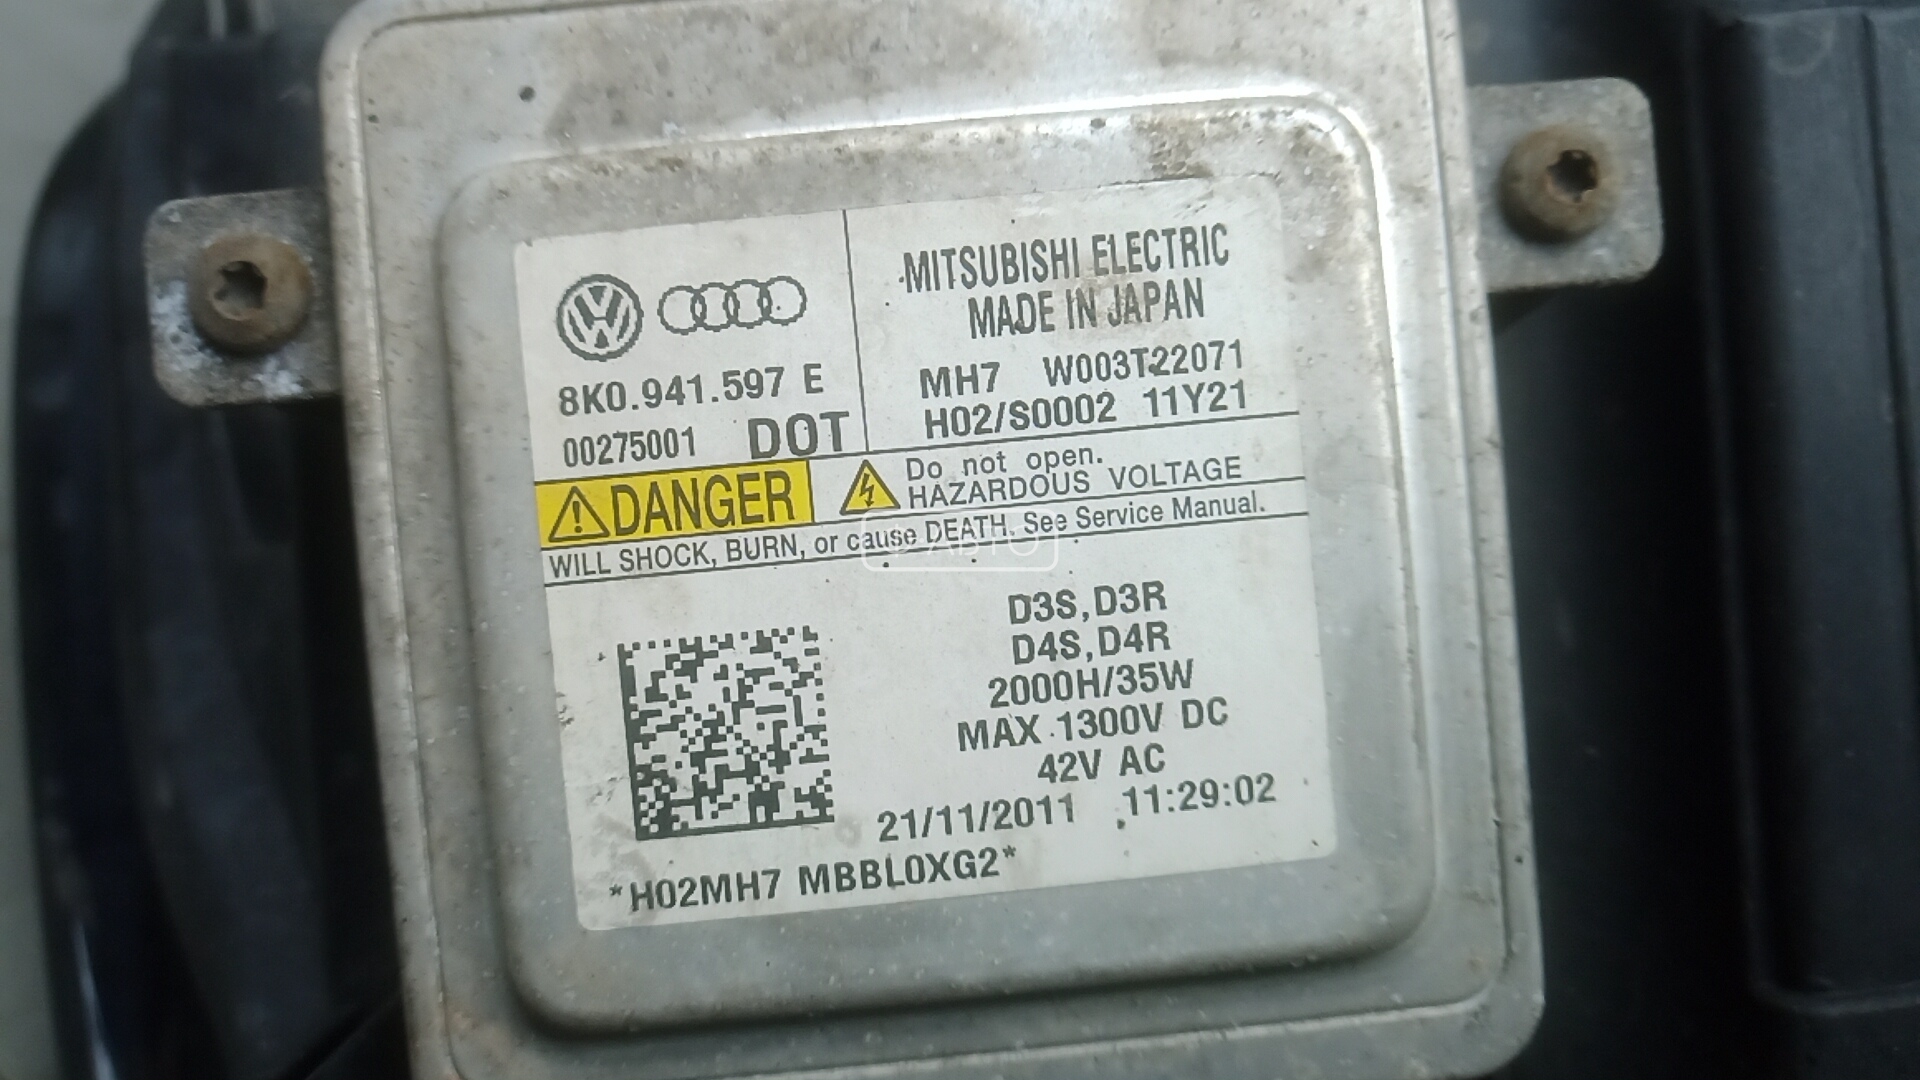 8K0.941.597 E
00275001 DOT
MITSUBISHI ELECTRIC
MADE IN JAPAN
MH7 W003T22071
H02/S0002 11Y21
DANGER
Do not open.
HAZARDOUS VOLTAGE
WILL SHOCK, BURN, or cause DEATH. See Service Manual.
АВТО
D3S,D3R
D4S,D4R
2000H/35W
MAX 1300V DC
42V AC
21/11/2011 11:29:02
*H02MH7 MBBL0XG2*